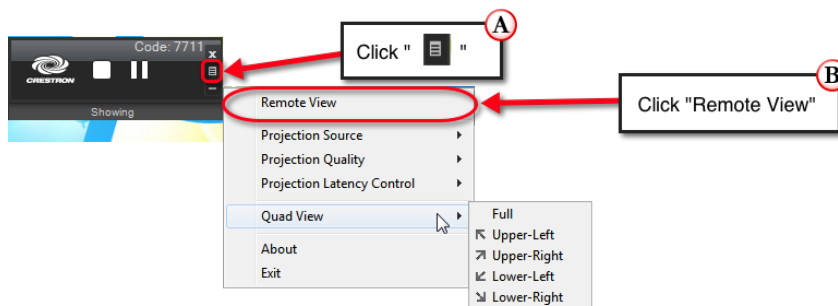 A
Code: 7711
x
Click " "
CRESTRON
Showing
B
Click "Remote View"
Remote View
Projection Source
Projection Quality
Projection Latency Control
Quad View
About
Exit
Full
Upper-Left
Upper-Right
Lower-Left
Lower-Right